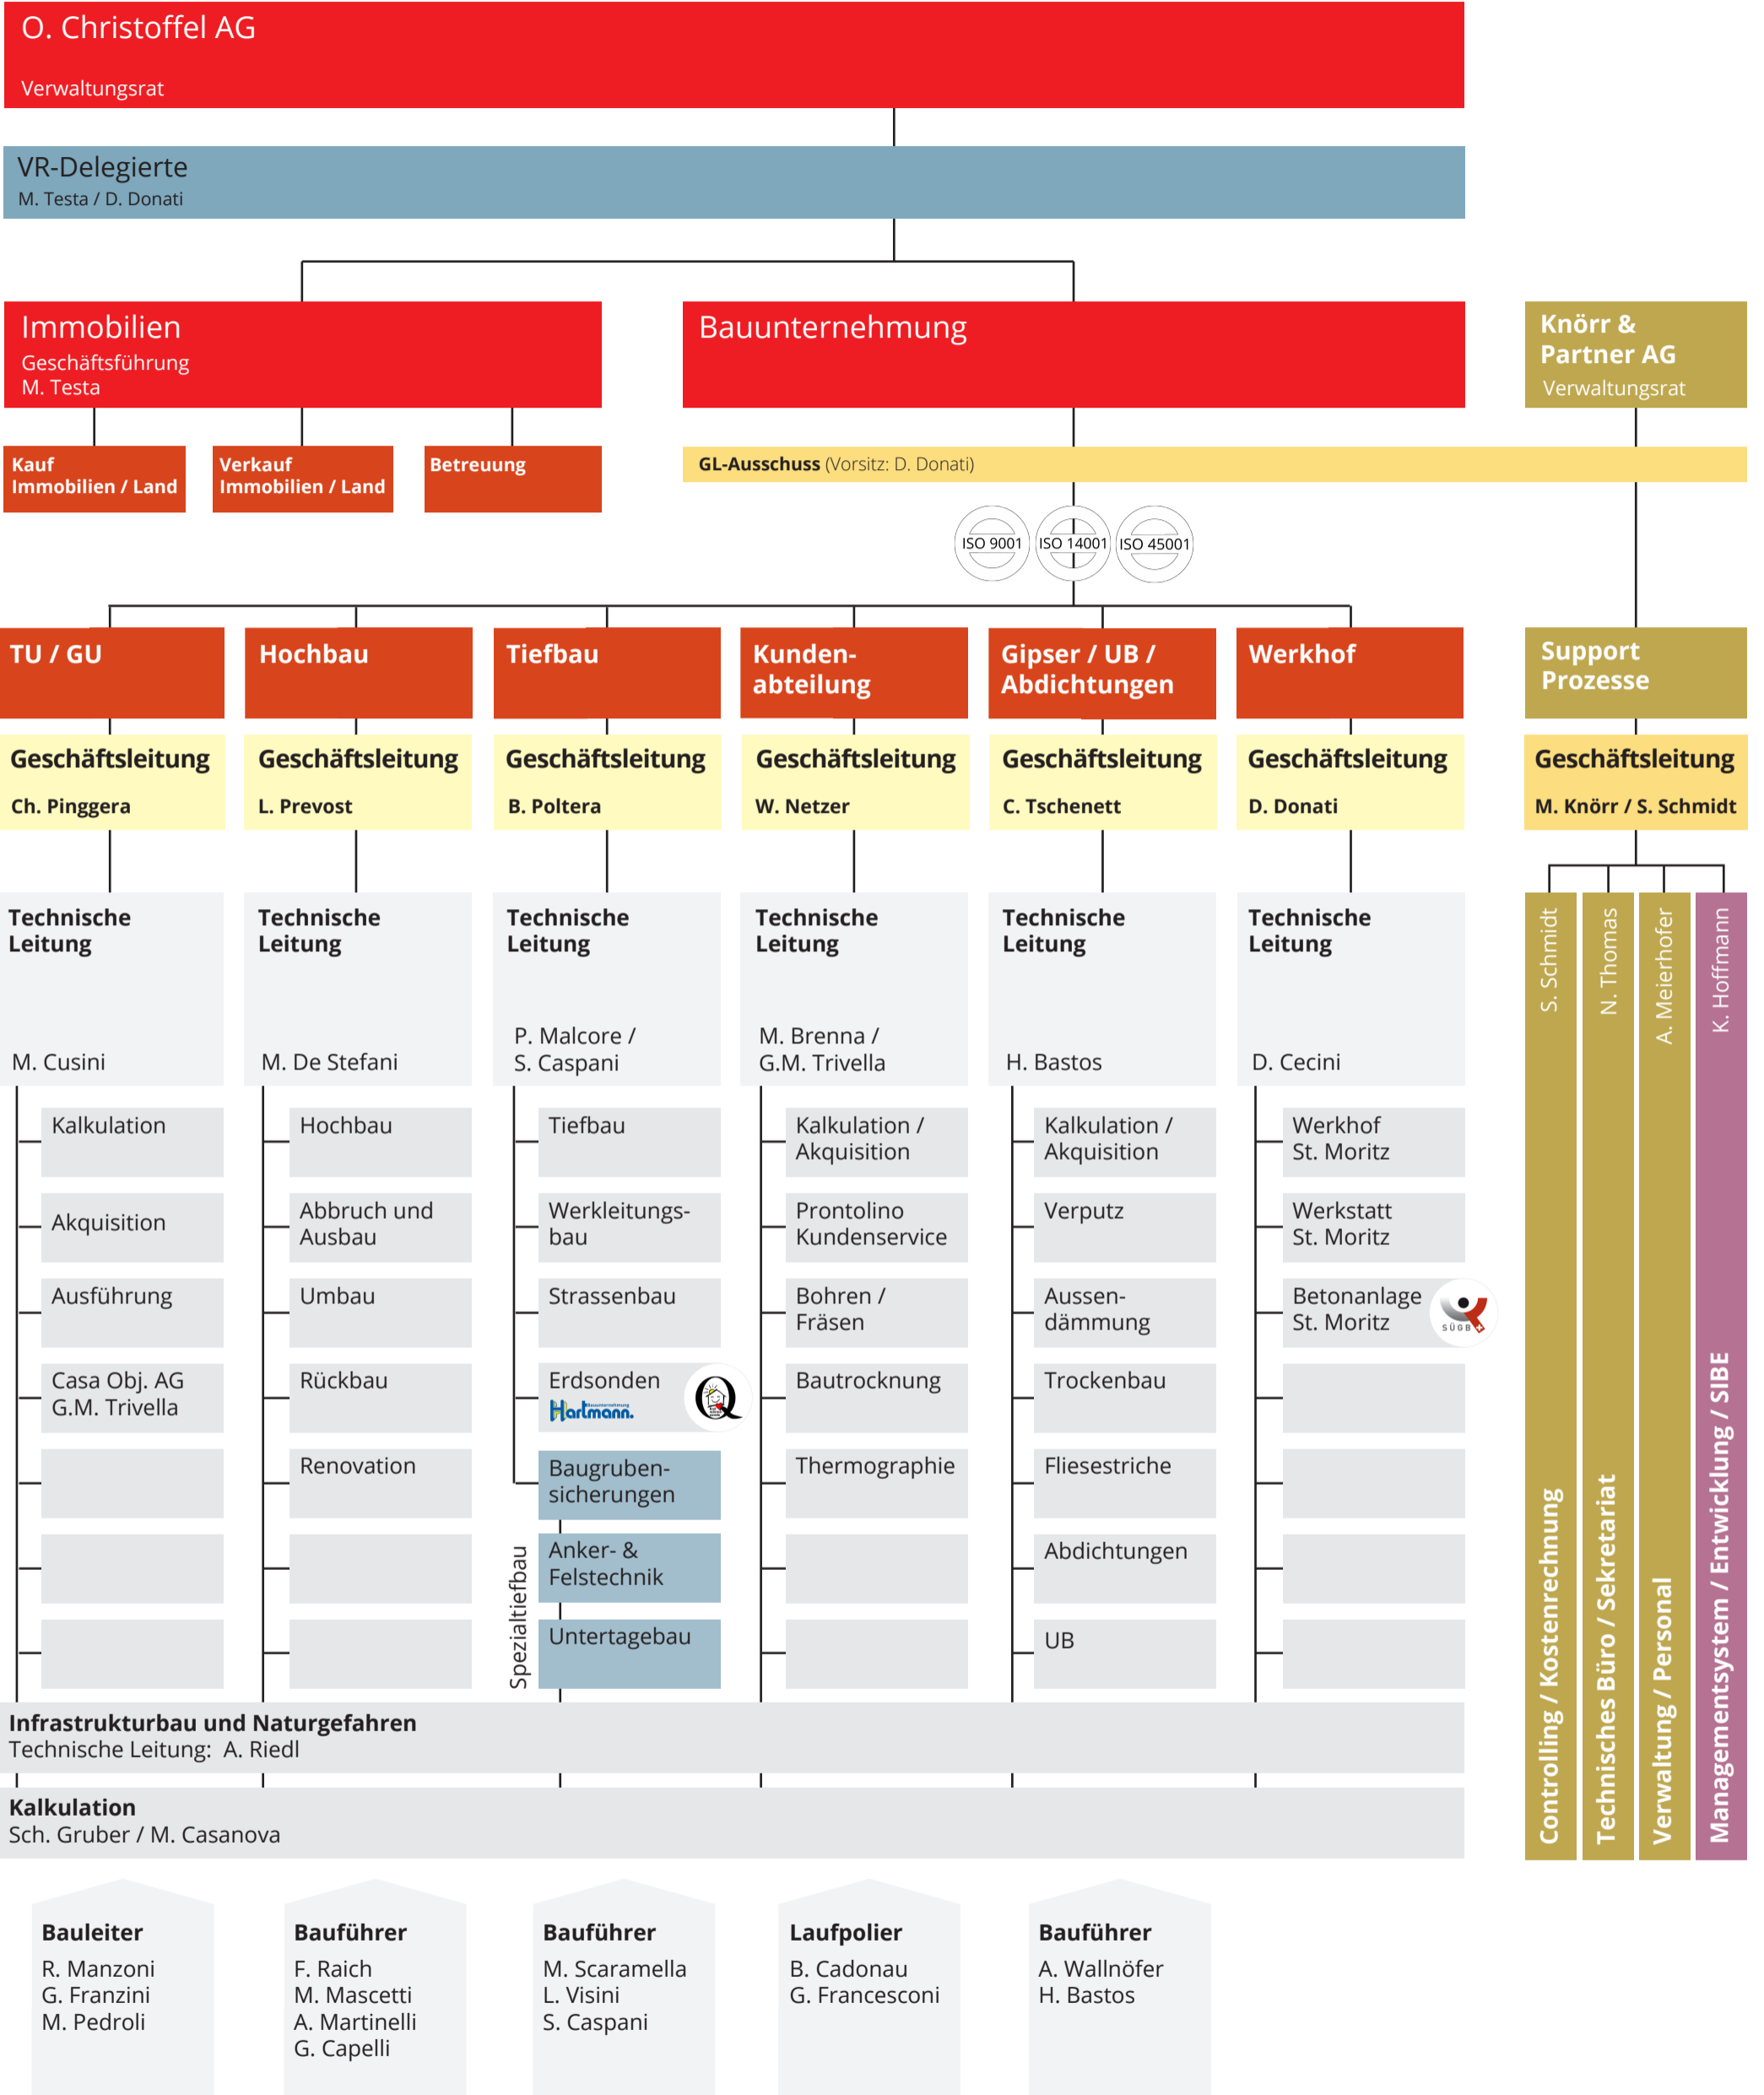 O. Christoffel AG
Verwaltungsrat
VR-Delegierte
M. Testa / D. Donati
Immobilien
Geschäftsführung
M. Testa
Bauunternehmung
Knörr &
Partner AG
Verwaltungsrat
Kauf
Immobilien / Land
Verkauf
Immobilien / Land
Betreuung
GL-Ausschuss (Vorsitz: D. Donati)
ISO 9001
ISO 14001
ISO 45001
TU / GU
Hochbau
Tiefbau
Kunden-
abteilung
Gipser / UB /
Abdichtungen
Werkhof
Support
Prozesse
Geschäftsleitung
Ch. Pinggera
Geschäftsleitung
L. Prevost
Geschäftsleitung
B. Poltera
Geschäftsleitung
W. Netzer
Geschäftsleitung
C. Tschenett
Geschäftsleitung
D. Donati
Geschäftsleitung
M. Knörr / S. Schmidt
Technische
Leitung
M. Cusini
Technische
Leitung
M. De Stefani
Technische
Leitung
P. Malcore /
S. Caspani
Technische
Leitung
M. Brenna /
G.M. Trivella
Technische
Leitung
H. Bastos
Technische
Leitung
D. Cecini
Kalkulation
Akquisition
Ausführung
Casa Obj. AG
G.M. Trivella
Hochbau
Abbruch und
Ausbau
Umbau
Rückbau
Renovation
Tiefbau
Werkleitungs-
bau
Strassenbau
Erdsonden
Bauunternehmung
Hartmann.
Q
Baugruben-
sicherungen
Anker- &
Felstechnik
Untertagebau
Spezialtiefbau
Kalkulation /
Akquisition
Prontolino
Kundenservice
Bohren /
Fräsen
Bautrocknung
Thermographie
Kalkulation /
Akquisition
Verputz
Aussen-
dämmung
Trockenbau
Fliesestriche
Abdichtungen
UB
Werkhof
St. Moritz
Werkstatt
St. Moritz
Betonanlage
St. Moritz
SÜGB
Controlling / Kostenrechnung
S. Schmidt
Technisches Büro / Sekretariat
N. Thomas
Verwaltung / Personal
A. Meierhofer
Managementsystem / Entwicklung / SIBE
K. Hoffmann
Infrastrukturbau und Naturgefahren
Technische Leitung: A. Riedl
Kalkulation
Sch. Gruber / M. Casanova
Bauleiter
R. Manzoni
G. Franzini
M. Pedroli
Bauführer
F. Raich
M. Mascetti
A. Martinelli
G. Capelli
Bauführer
M. Scaramella
L. Visini
S. Caspani
Laufpolier
B. Cadonau
G. Francesconi
Bauführer
A. Wallnöfer
H. Bastos